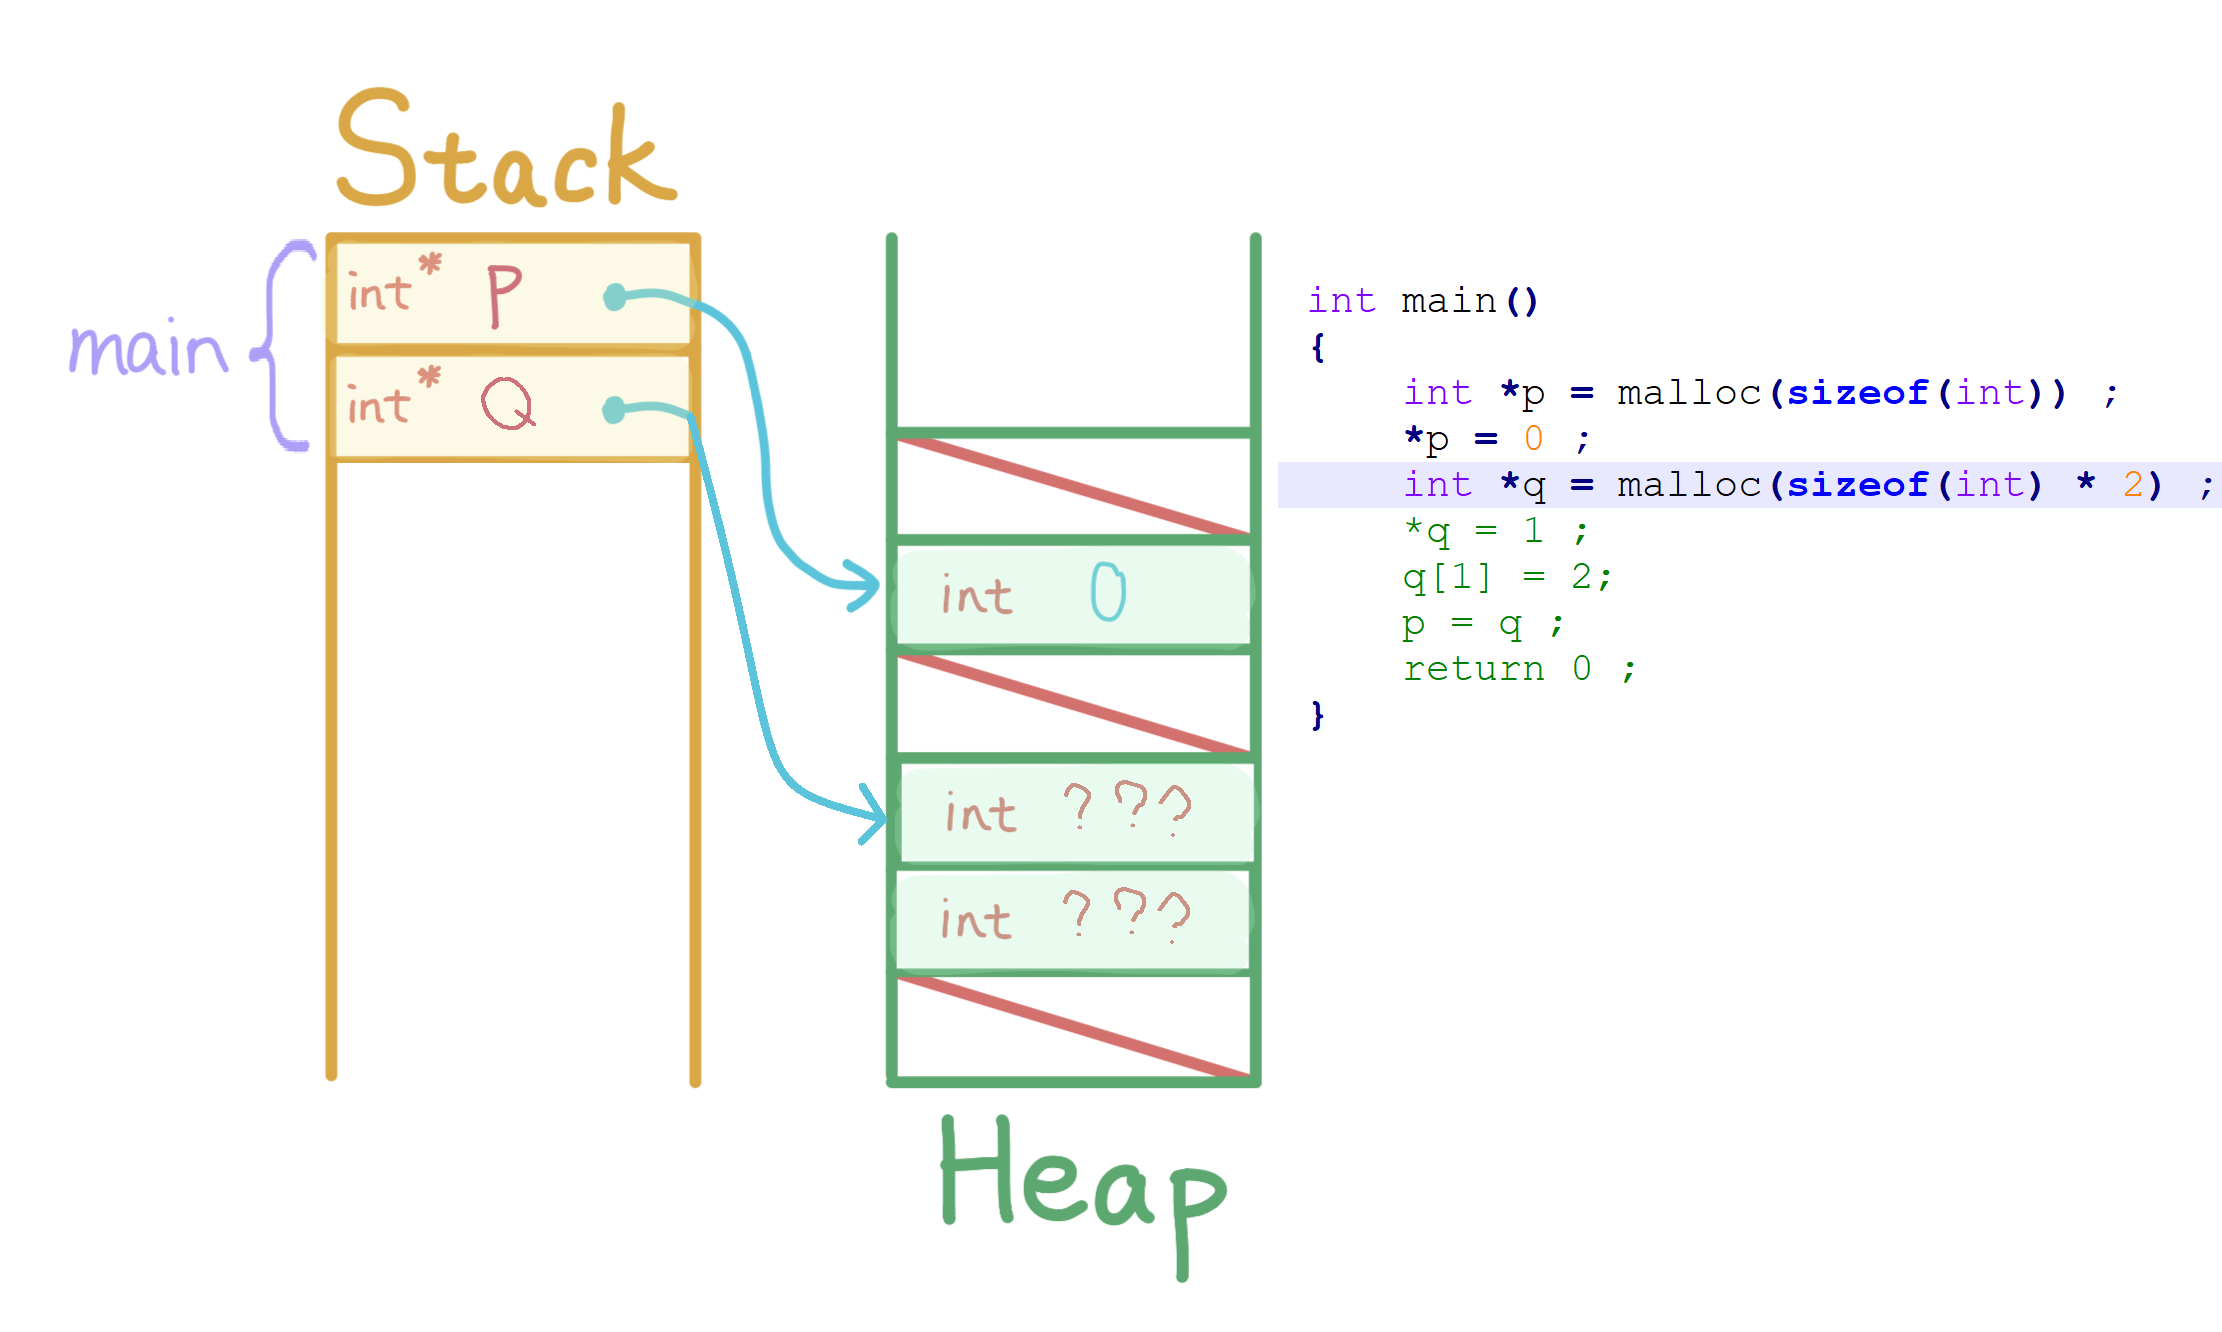 Stack
main
int* P
int* Q
int 0
int ???
int ???
Heap
int main()
{
    int *p = malloc(sizeof(int)) ;
    *p = 0 ;
    int *q = malloc(sizeof(int) * 2) ;
    *q = 1 ;
    q[1] = 2;
    p = q ;
    return 0 ;
}